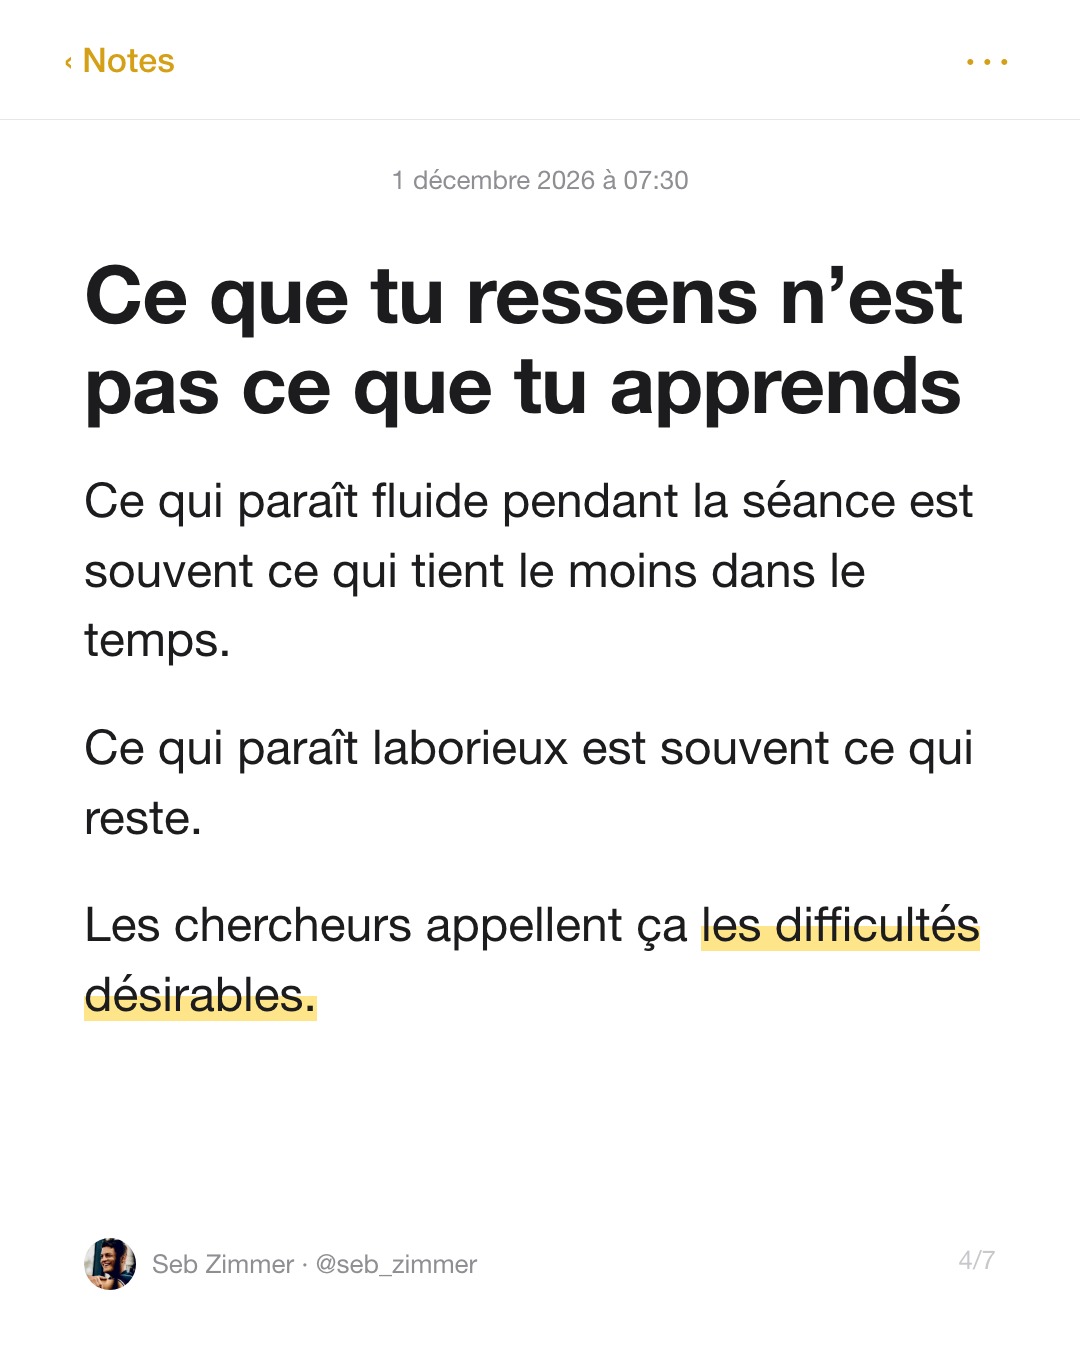 ‹ Notes
···
1 décembre 2026 à 07:30
Ce que tu ressens n’est
pas ce que tu apprends
Ce qui paraît fluide pendant la séance est
souvent ce qui tient le moins dans le
temps.
Ce qui paraît laborieux est souvent ce qui
reste.
Les chercheurs appellent ça les difficultés
désirables.
Seb Zimmer · @seb_zimmer
4/7